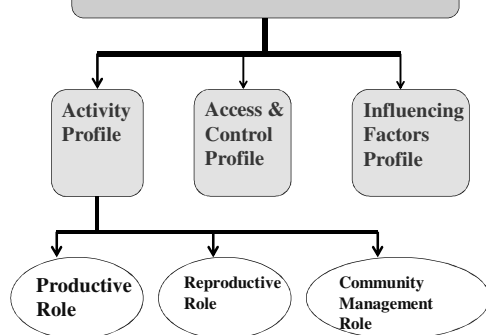 Activity
Profile
Access &
Control
Profile
Influencing
Factors
Profile
Productive
Role
Reproductive
Role
Community
Management
Role